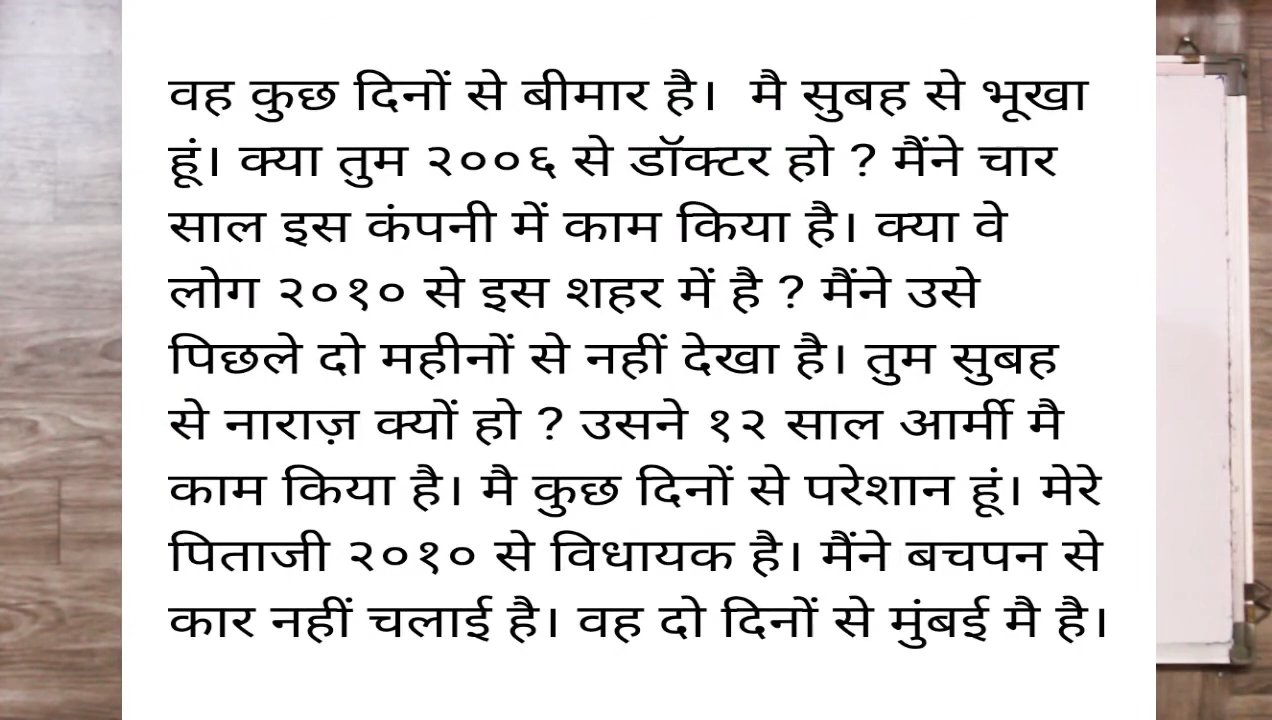 वह कुछ दिनों से बीमार है। मै सुबह से भूखा
हूं। क्या तुम २००६ से डॉक्टर हो ? मैंने चार
साल इस कंपनी में काम किया है। क्या वे
लोग २०१० से इस शहर में है ? मैंने उसे
पिछले दो महीनों से नहीं देखा है। तुम सुबह
से नाराज़ क्यों हो ? उसने १२ साल आर्मी मै
काम किया है। मै कुछ दिनों से परेशान हूं। मेरे
पिताजी २०१० से विधायक है। मैंने बचपन से
कार नहीं चलाई है। वह दो दिनों से मुंबई मै है।